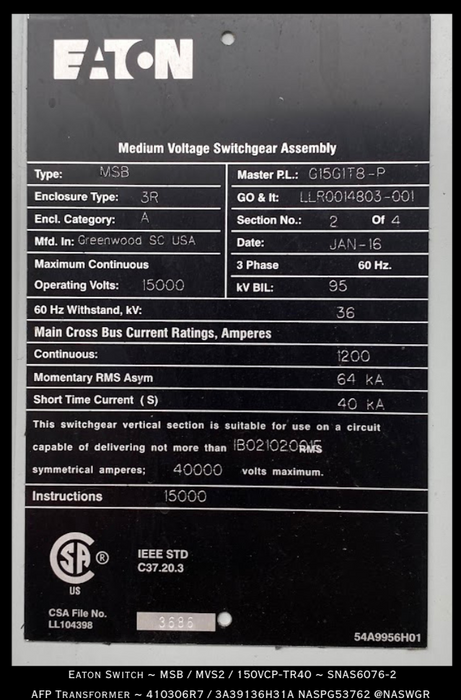 EATON
Medium Voltage Switchgear Assembly
Type: MSB
Master P.L.: G15G1T8-P
Enclosure Type: 3R
GO & It: LLR0014803-001
Encl. Category: A
Section No.: 2 Of 4
Mfd. In: Greenwood SC USA
Date: JAN-16
Maximum Continuous
Operating Volts: 15000
3 Phase 60 Hz.
kV BIL: 95
60 Hz Withstand, kV: 36
Main Cross Bus Current Ratings, Amperes
Continuous: 1200
Momentary RMS Asym 64 kA
Short Time Current ( S) 40 kA
This switchgear vertical section is suitable for use on a circuit
capable of delivering not more than RMS
symmetrical amperes; 40000 volts maximum.
Instructions 15000
CSA ®
US
IEEE STD
C37.20.3
CSA File No.
LL104398
3686
54A9956H01
EATON SWITCH ~ MSB / MVS2 / 150VCP-TR40 ~ SNAS6076-2
AFP TRANSFORMER ~ 410306R7 / 3A39136H31A NASPG53762 @NASWGR